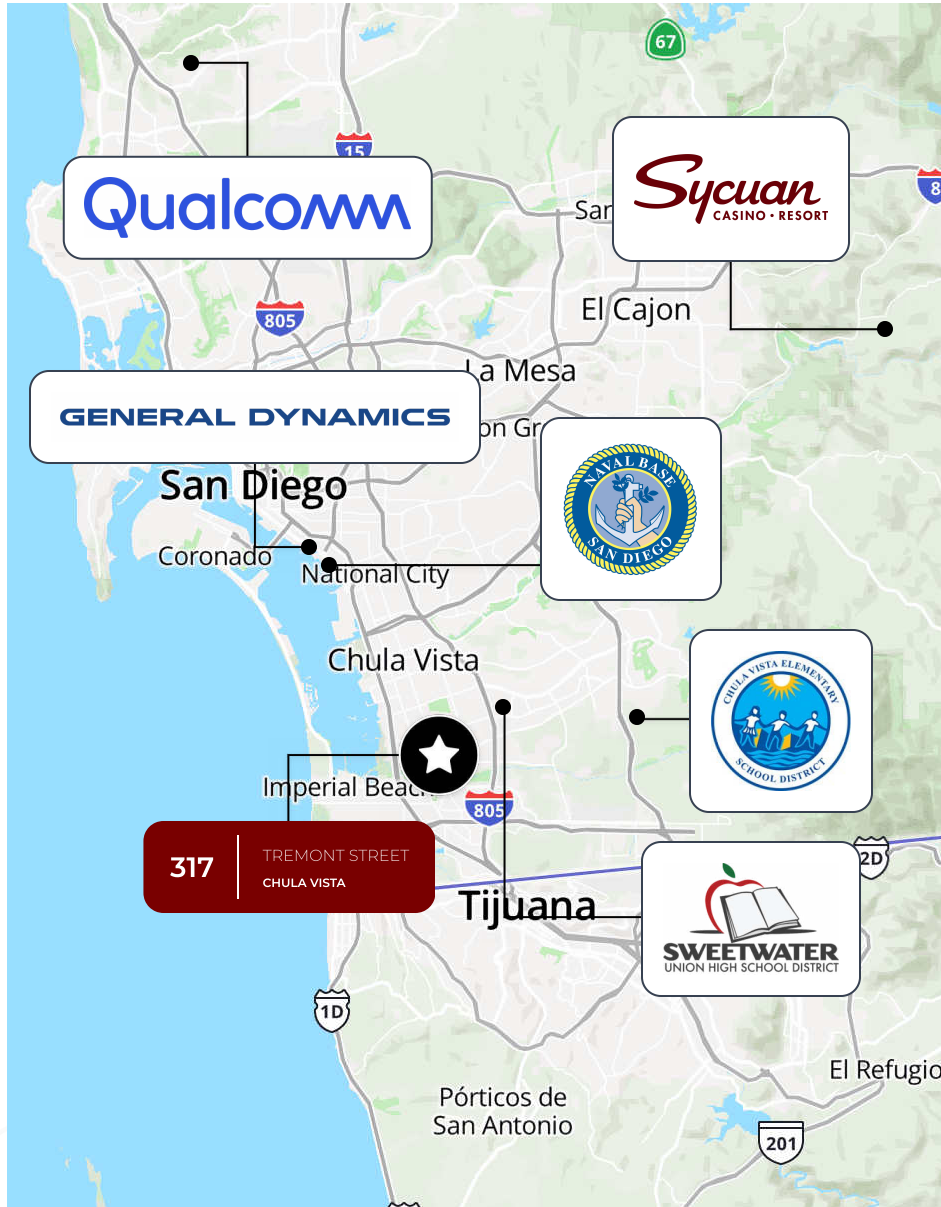 67
15
Qualcomm
Sycuan
CASINO • RESORT
8
San
805
El Cajon
La Mesa
GENERAL DYNAMICS
on Gr
NAVAL BASE
SAN DIEGO
San Diego
Coronado
National City
Chula Vista
CHULA VISTA ELEMENTARY
SCHOOL DISTRICT
Imperial Beach
805
317
TREMONT STREET
CHULA VISTA
2D
Tijuana
SWEETWATER
UNION HIGH SCHOOL DISTRICT
1D
El Refugio
Pórticos de
San Antonio
201